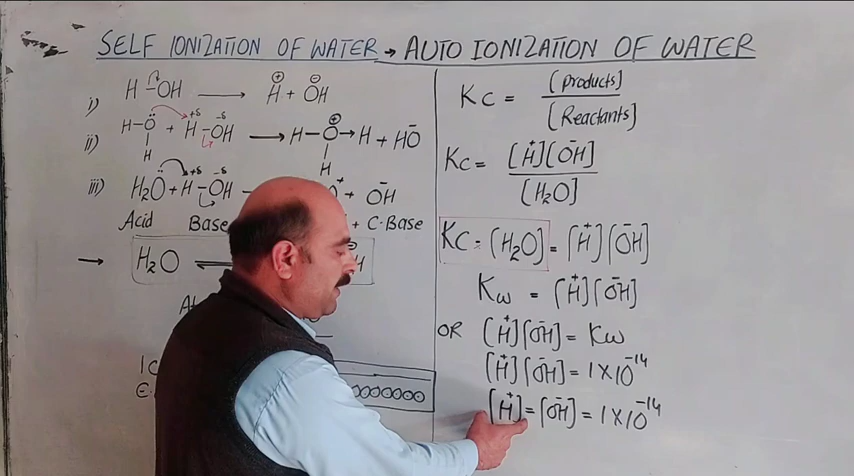 SELF IONIZATION OF WATER → AUTO IONIZATION OF WATER
i) H-OH → H⊕ + OH⊖
ii) H-Ö + H^{+δ}-OH^{-δ} → H-O⊕→H + HO⁻
H H
iii) H₂Ö + H^{+δ}-OH^{-δ} + OH⁻
Acid Base + C-Base
→ H₂O ⇌ H
Kc = [Products] / [Reactants]
Kc = [H⁺][OH⁻] / [H₂O]
Kc = [H₂O] = [H⁺][OH⁻]
Kw = [H⁺][OH⁻]
OR [H⁺][OH⁻] = Kw
[H⁺][OH⁻] = 1×10⁻¹⁴
[H⁺] = [OH⁻] = 1×10⁻¹⁴